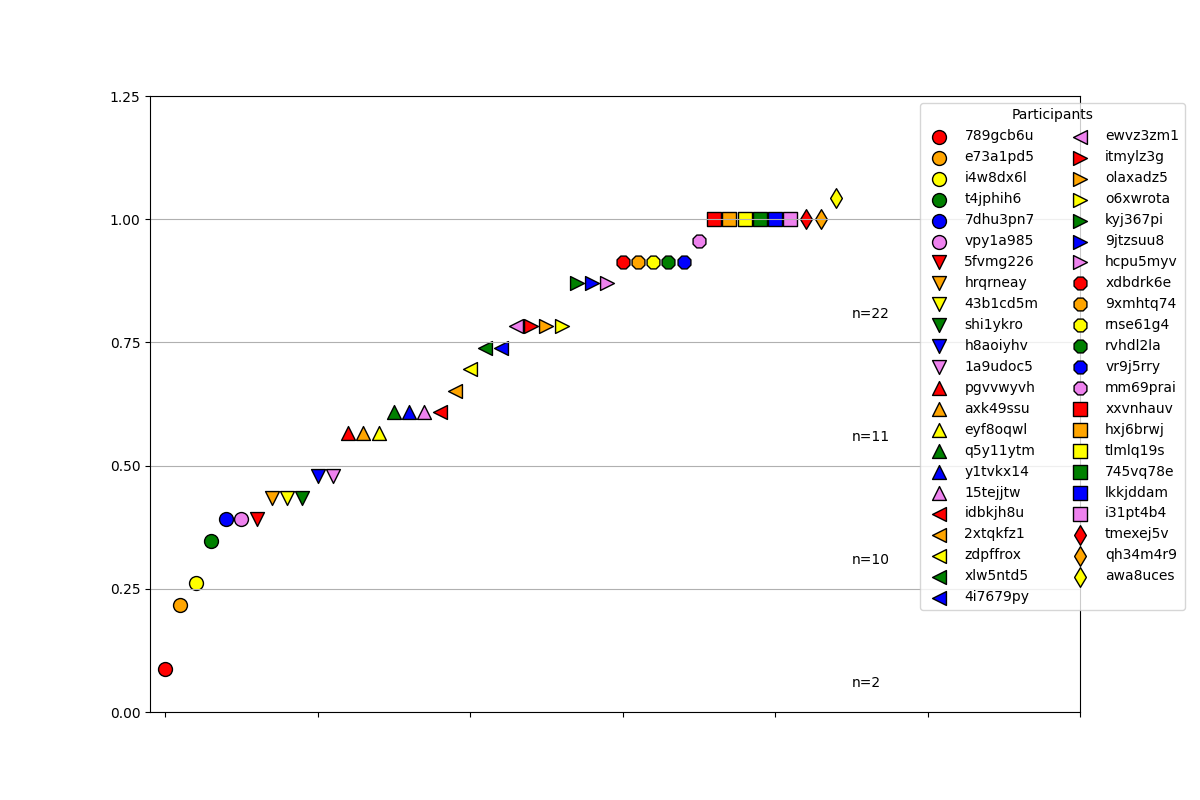 1.25
1.00
0.75
0.50
0.25
0.00
n=22
n=11
n=10
n=2
Participants
789gcb6u
e73a1pd5
i4w8dx6l
t4jphih6
7dhu3pn7
vpy1a985
5fvmg226
hrqrneay
43b1cd5m
shi1ykro
h8aoiyhv
1a9udoc5
pgvvwyvh
axk49ssu
eyf8oqwl
q5y11ytm
y1tvkx14
15tejjtw
idbkjh8u
2xtqkfz1
zdpffrox
xlw5ntd5
4i7679py
ewvz3zm1
itmylz3g
olaxadz5
o6xwrota
kyj367pi
9jtzsuu8
hcpu5myv
xdbdrk6e
9xmhtq74
rnse61g4
rvhdl2la
vr9j5rry
mm69prai
xxvnhauv
hxj6brwj
tlmlq19s
745vq78e
lkkjddam
i31pt4b4
tmexej5v
qh34m4r9
awa8uces